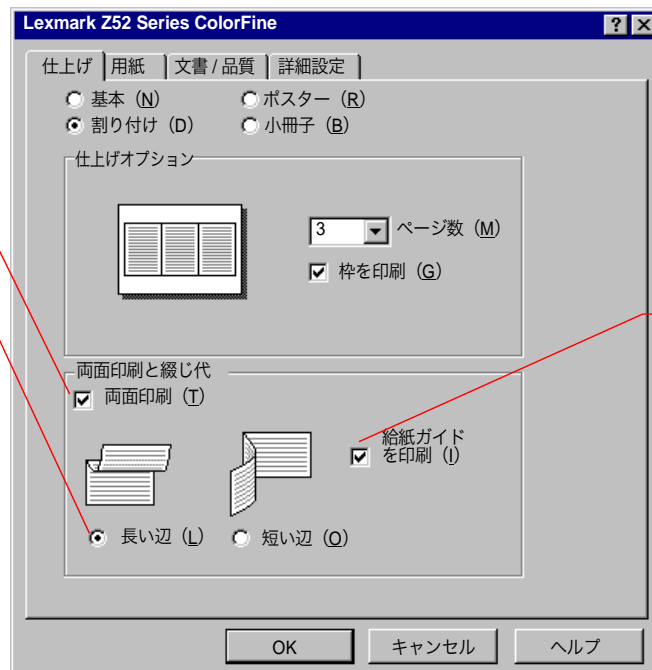 Lexmark Z52 Series ColorFine
仕上げ 用紙 文書 / 品質 詳細設定
基本（N） ポスター（R）
割り付け（D） 小冊子（B）
仕上げオプション
3 ページ数（M）
枠を印刷（G）
両面印刷と綴じ代
両面印刷（T）
給紙ガイド
を印刷（I）
長い辺（L） 短い辺（O）
OK キャンセル ヘルプ